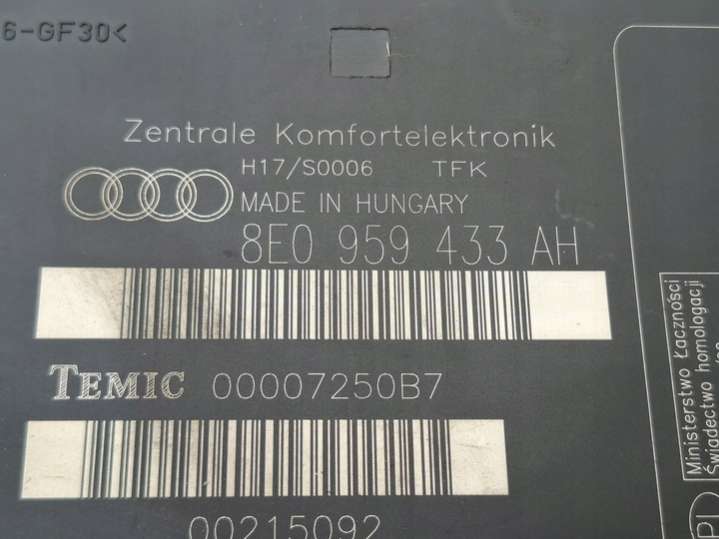 6-GF30<
Zentrale Komfortelektronik
H17/S0006 TFK
MADE IN HUNGARY
8E0 959 433 AH
TEMIC 00007250B7
00215092
Ministerstwo Łaczności
Świadectwo homologacji